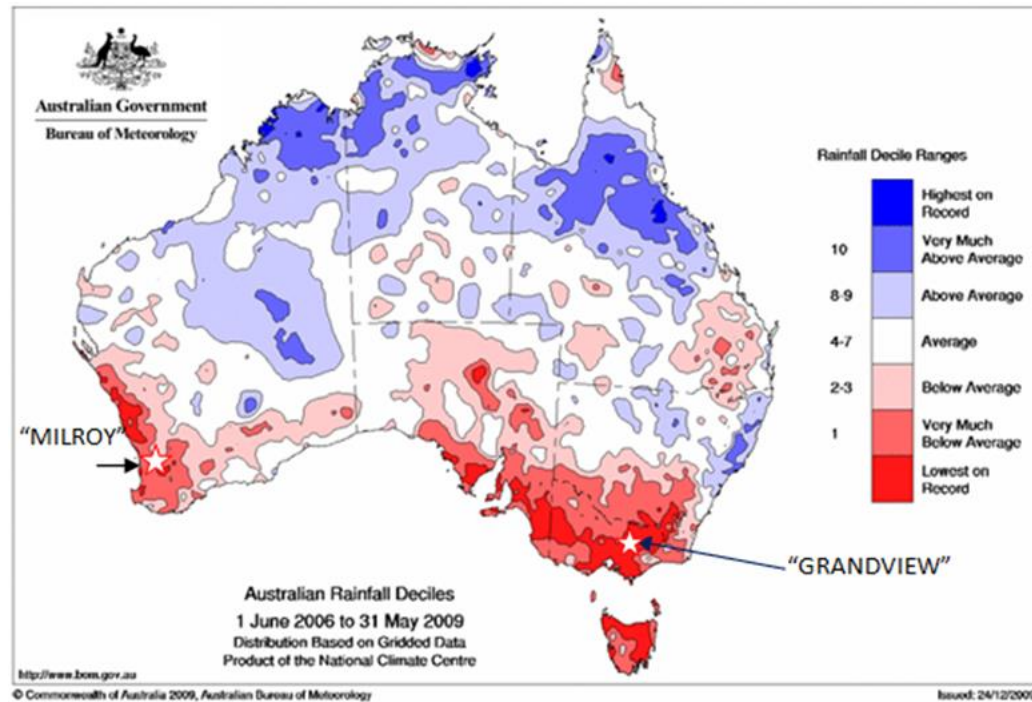 Australian Government
Bureau of Meteorology
Rainfall Decile Ranges
Highest on
Record
10
Very Much
Above Average
8-9
Above Average
4-7
Average
2-3
Below Average
1
Very Much
Below Average
Lowest on
Record
“MILROY”
“GRANDVIEW”
Australian Rainfall Deciles
1 June 2006 to 31 May 2009
Distribution Based on Gridded Data
Product of the National Climate Centre
http://www.bom.gov.au
© Commonwealth of Australia 2009, Australian Bureau of Meteorology
Issued: 24/12/2009